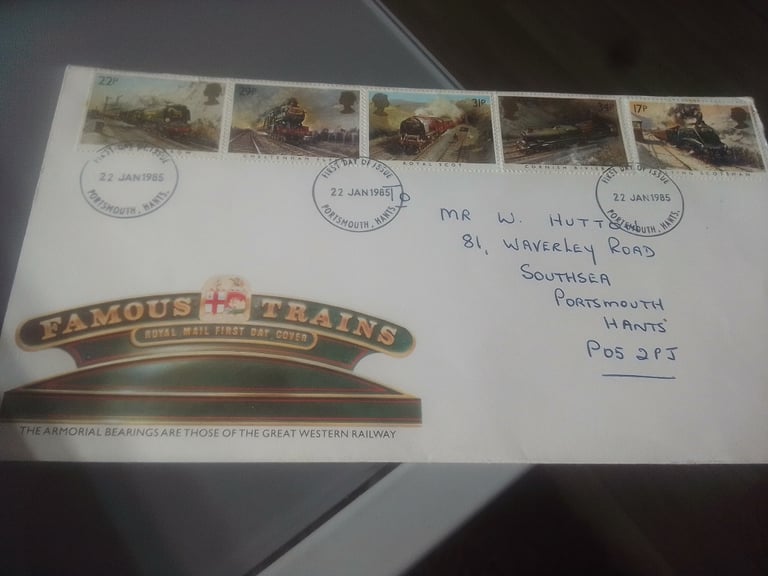 22P
29P
31P
34P
17P
CHELTENHAM
ROYAL SCOT
CORNISH RIVIERA
SCOTSMAN
FIRST DAY OF ISSUE
22 JAN 1985
PORTSMOUTH, HANTS.
FIRST DAY OF ISSUE
22 JAN 1985
PORTSMOUTH, HANTS.
FIRST DAY OF ISSUE
22 JAN 1985
PORTSMOUTH, HANTS.
To
MR W. HUTTON
81, WAVERLEY ROAD
SOUTHSEA
PORTSMOUTH
HANTS
PO5 2PJ
FAMOUS TRAINS
ROYAL MAIL FIRST DAY COVER
THE ARMORIAL BEARINGS ARE THOSE OF THE GREAT WESTERN RAILWAY